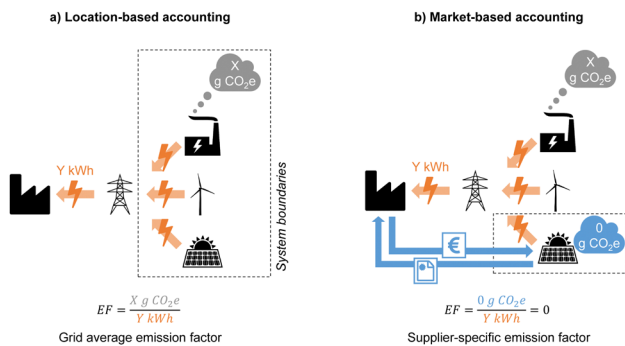 a) Location-based accounting
X
g CO₂e
Y kWh
System boundaries
EF = X g CO₂e / Y kWh
Grid average emission factor
b) Market-based accounting
X
g CO₂e
Y kWh
0
g CO₂e
€
EF = 0 g CO₂e / Y kWh = 0
Supplier-specific emission factor